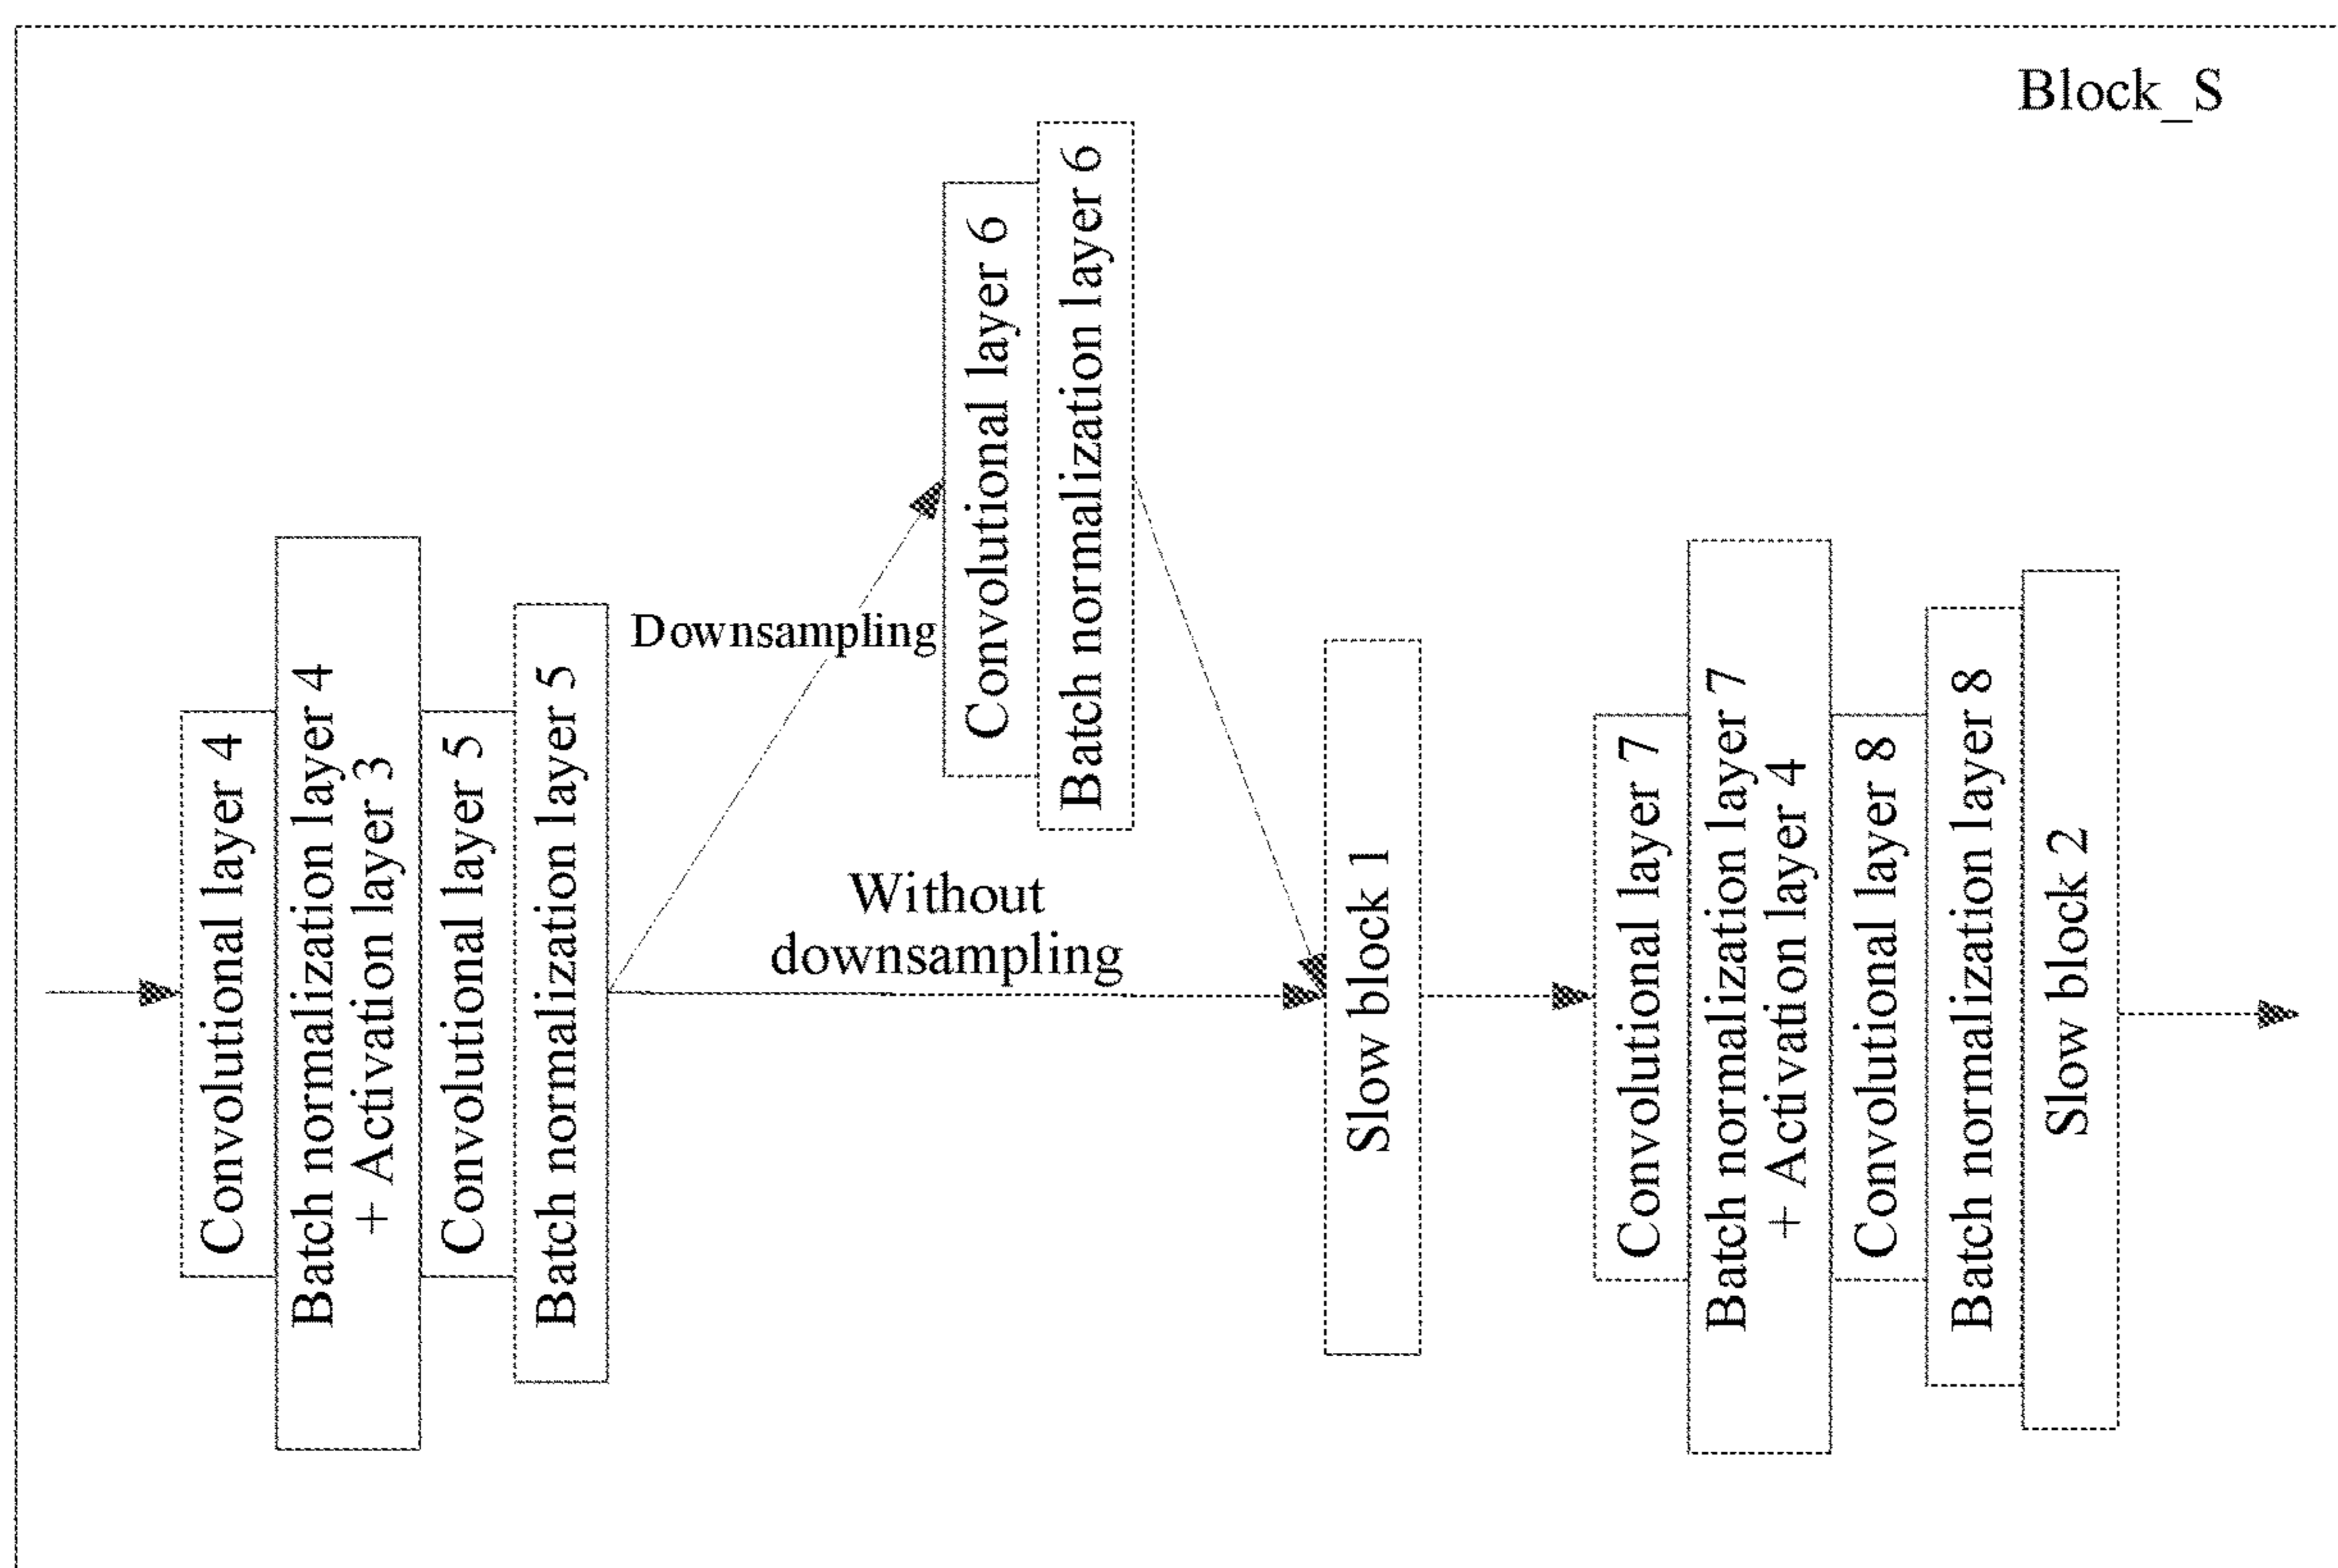 Block_S
Convolutional layer 4
Batch normalization layer 4
+ Activation layer 3
Convolutional layer 5
Batch normalization layer 5
Downsampling
Without
downsampling
Convolutional layer 6
Batch normalization layer 6
Slow block 1
Convolutional layer 7
Batch normalization layer 7
+ Activation layer 4
Convolutional layer 8
Batch normalization layer 8
Slow block 2